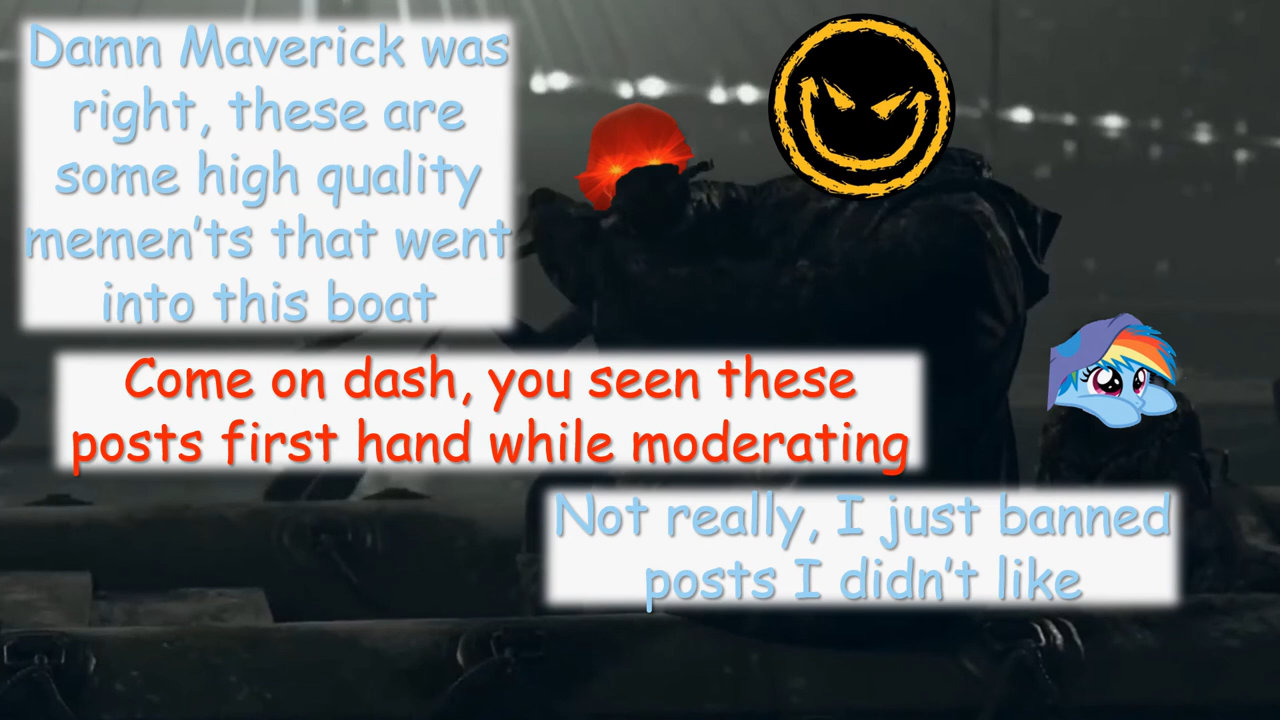 Damn Maverick was
right, these are
some high quality
memen’ts that went
into this boat
Come on dash, you seen these
posts first hand while moderating
Not really, I just banned
posts I didn’t like